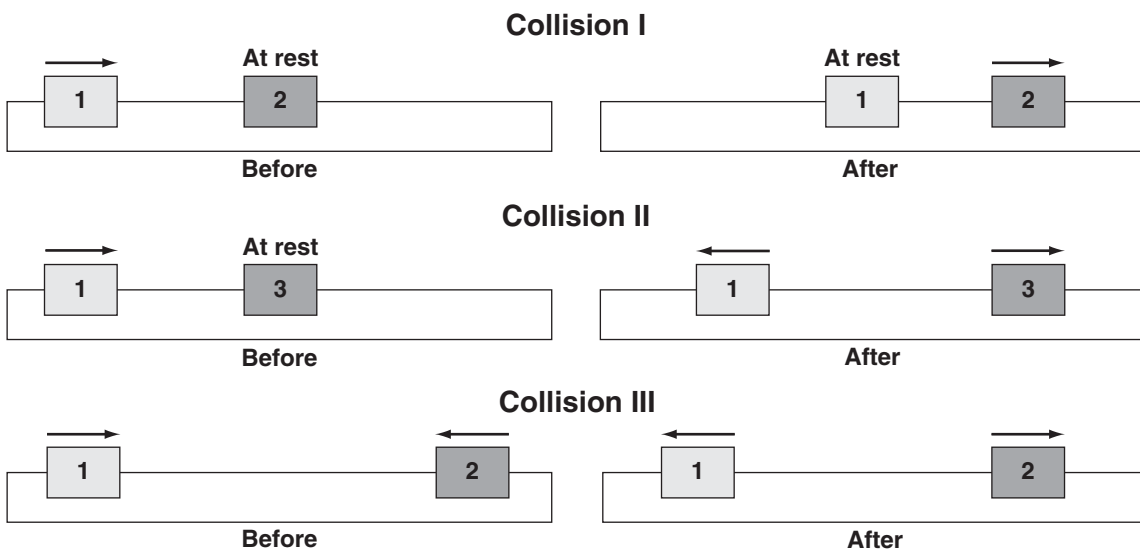 Collision I
At rest
1
2
Before
At rest
1
2
After
Collision II
At rest
1
3
Before
1
3
After
Collision III
1
2
Before
1
2
After